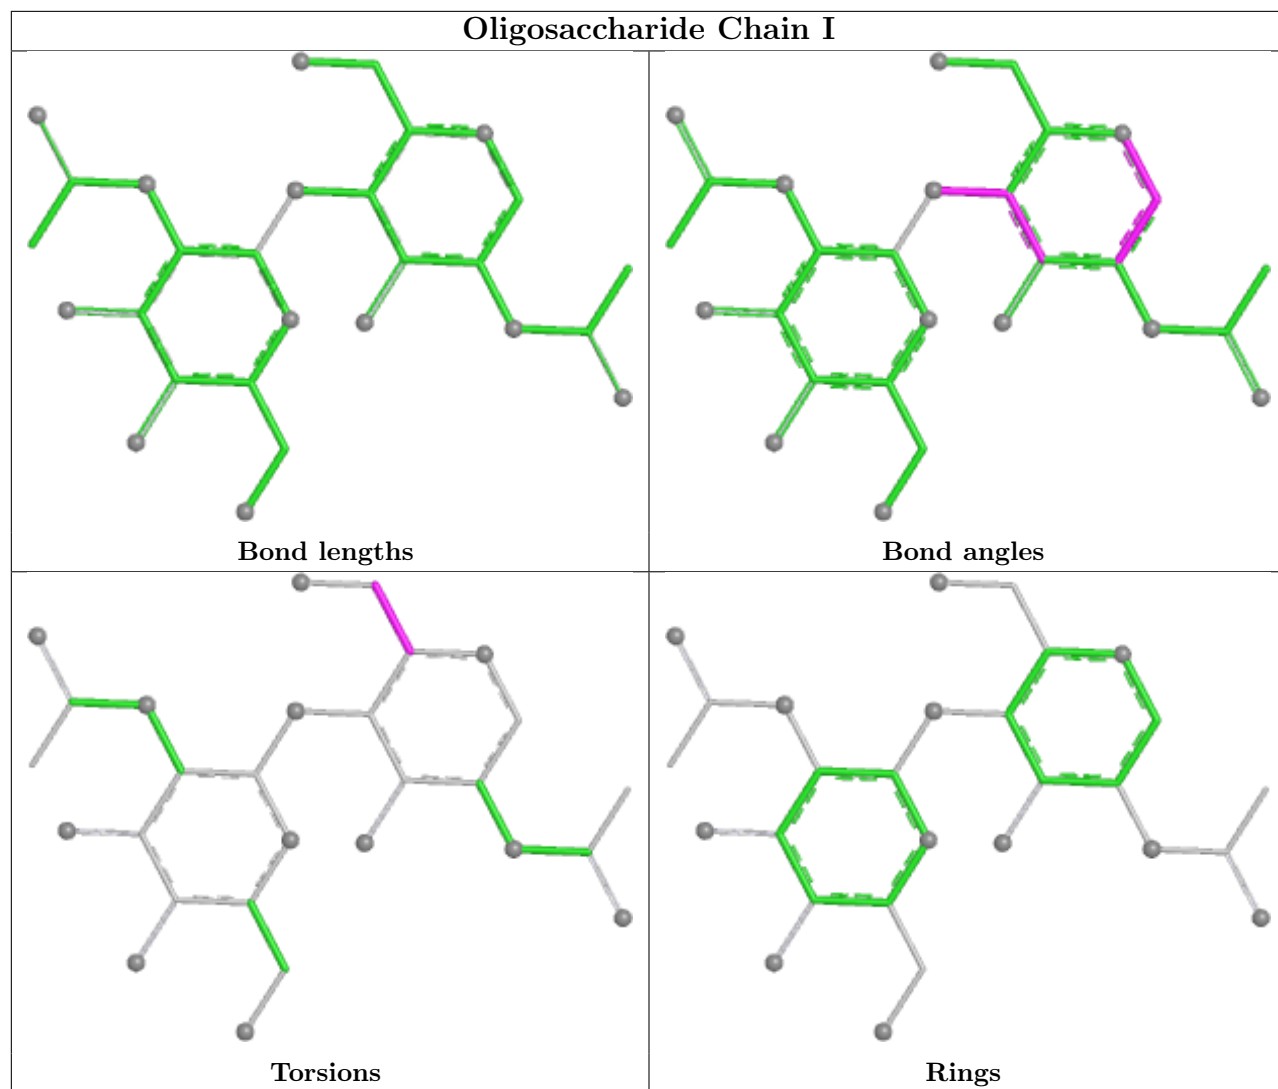 Oligosaccharide Chain I
Bond lengths
Bond angles
Torsions
Rings